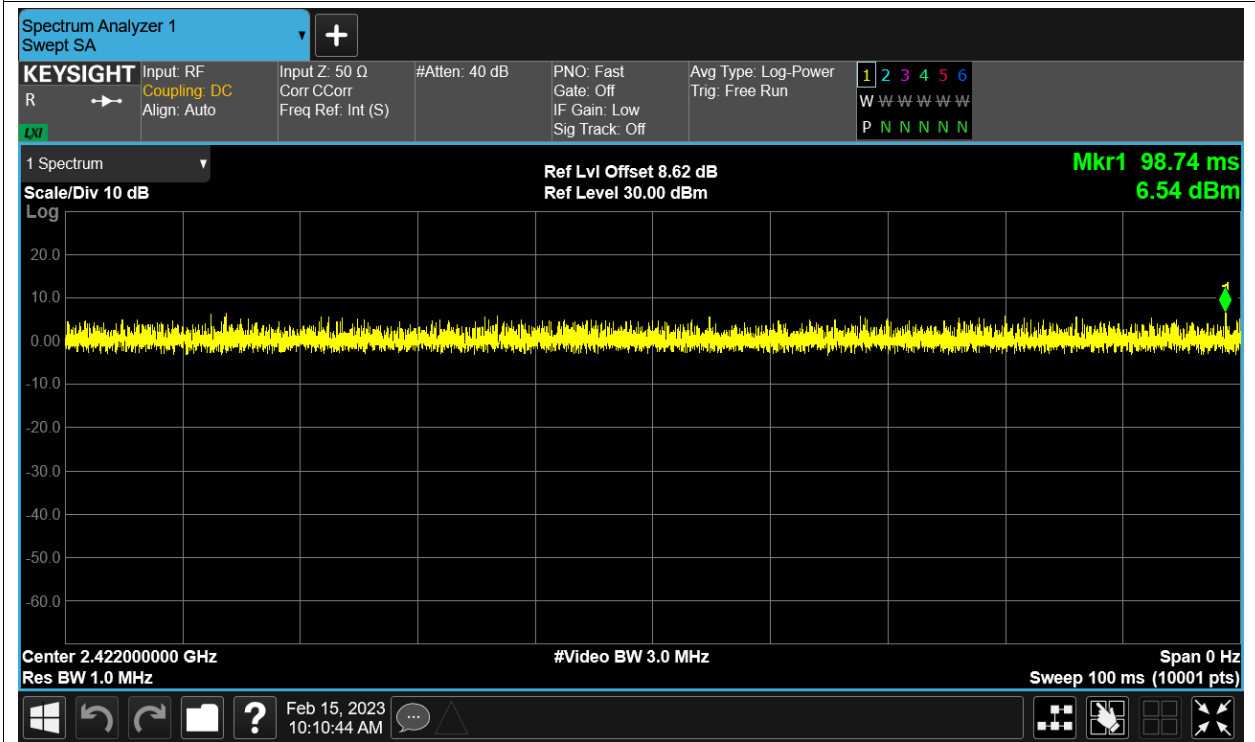 Spectrum Analyzer 1
Swept SA
+
KEYSIGHT
R
LXI
Input: RF
Coupling: DC
Align: Auto
Input Z: 50 Ω
Corr CCorr
Freq Ref: Int (S)
#Atten: 40 dB
PNO: Fast
Gate: Off
IF Gain: Low
Sig Track: Off
Avg Type: Log-Power
Trig: Free Run
1 2 3 4 5 6
W W W W W W
P N N N N N
1 Spectrum
Scale/Div 10 dB
Ref Lvl Offset 8.62 dB
Ref Level 30.00 dBm
Mkr1 98.74 ms
6.54 dBm
Log
20.0
10.0
1
0.00
-10.0
-20.0
-30.0
-40.0
-50.0
-60.0
Center 2.422000000 GHz
Res BW 1.0 MHz
#Video BW 3.0 MHz
Span 0 Hz
Sweep 100 ms (10001 pts)
?
Feb 15, 2023
10:10:44 AM